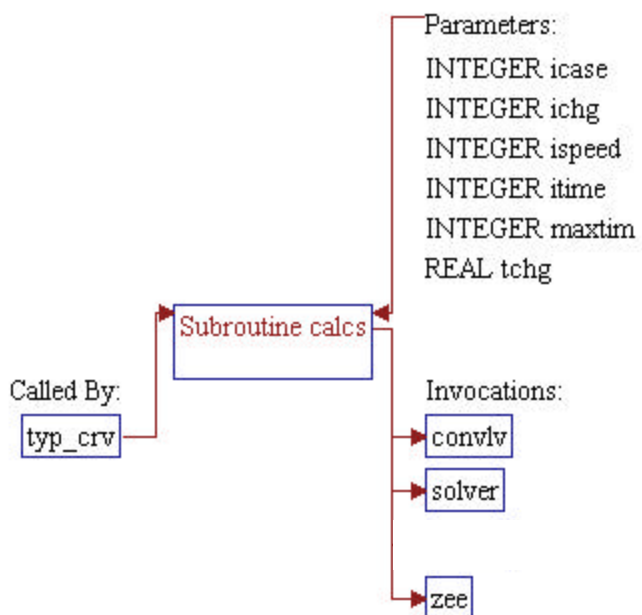 Parameters:
INTEGER icase
INTEGER ichg
INTEGER ispeed
INTEGER itime
INTEGER maxtim
REAL tchg
Subroutine calcs
Called By:
typ_crv
Invocations:
convlv
solver
zee